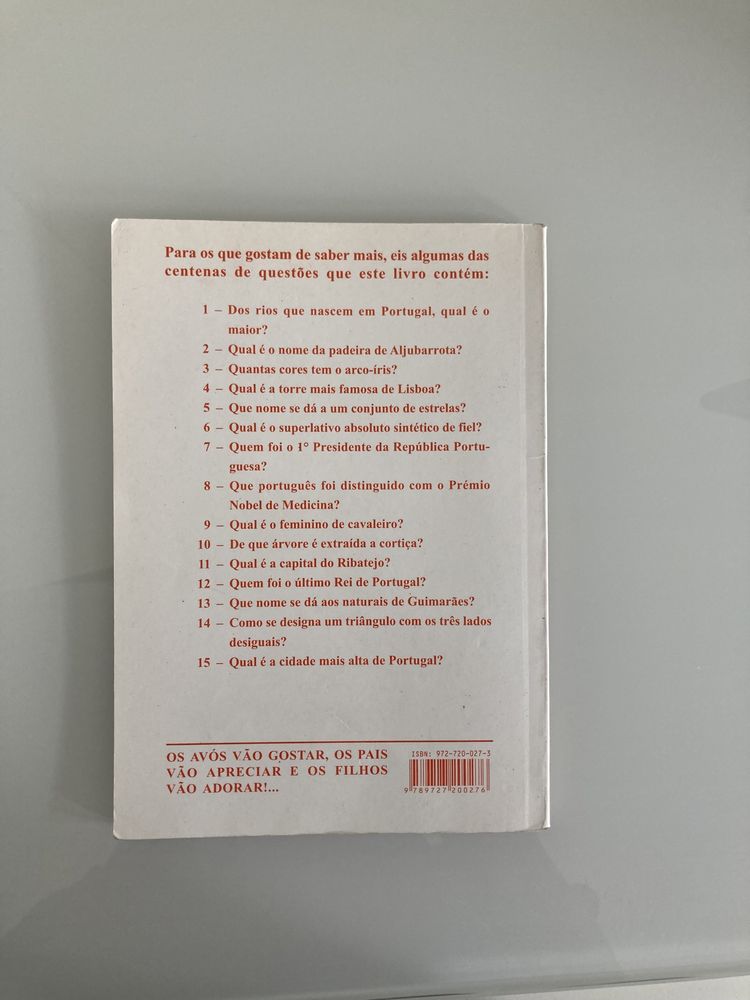 Para os que gostam de saber mais, eis algumas das
centenas de questões que este livro contém:
1 – Dos rios que nascem em Portugal, qual é o
maior?
2 – Qual é o nome da padeira de Aljubarrota?
3 – Quantas cores tem o arco-íris?
4 – Qual é a torre mais famosa de Lisboa?
5 – Que nome se dá a um conjunto de estrelas?
6 – Qual é o superlativo absoluto sintético de fiel?
7 – Quem foi o 1° Presidente da República Portu-
guesa?
8 – Que português foi distinguido com o Prémio
Nobel de Medicina?
9 – Qual é o feminino de cavaleiro?
10 – De que árvore é extraída a cortiça?
11 – Qual é a capital do Ribatejo?
12 – Quem foi o último Rei de Portugal?
13 – Que nome se dá aos naturais de Guimarães?
14 – Como se designa um triângulo com os três lados
desiguais?
15 – Qual é a cidade mais alta de Portugal?
OS AVÓS VÃO GOSTAR, OS PAIS
VÃO APRECIAR E OS FILHOS
VÃO ADORAR!...
ISBN: 972-720-027-3
9 789727 200276